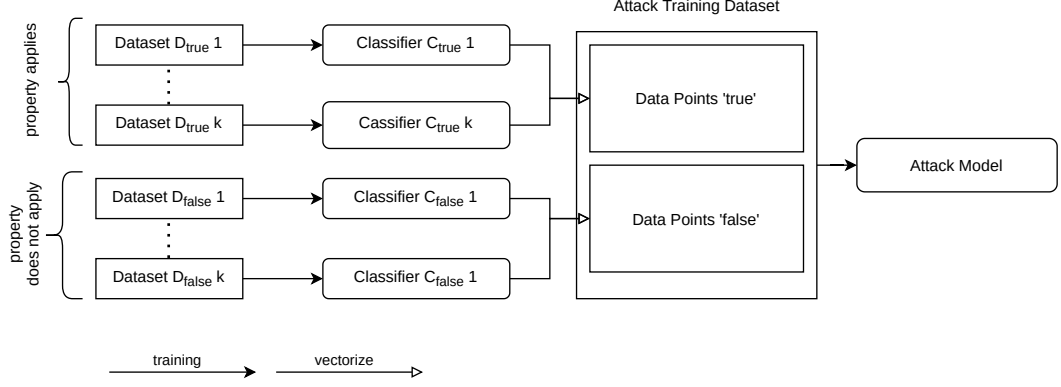 Attack Training Dataset
property applies
Dataset Dtrue 1
Classifier Ctrue 1
Data Points 'true'
Dataset Dtrue k
Cassifier Ctrue k
Attack Model
property
does not apply
Dataset Dfalse 1
Classifier Cfalse 1
Data Points 'false'
Dataset Dfalse k
Classifier Cfalse 1
training
vectorize